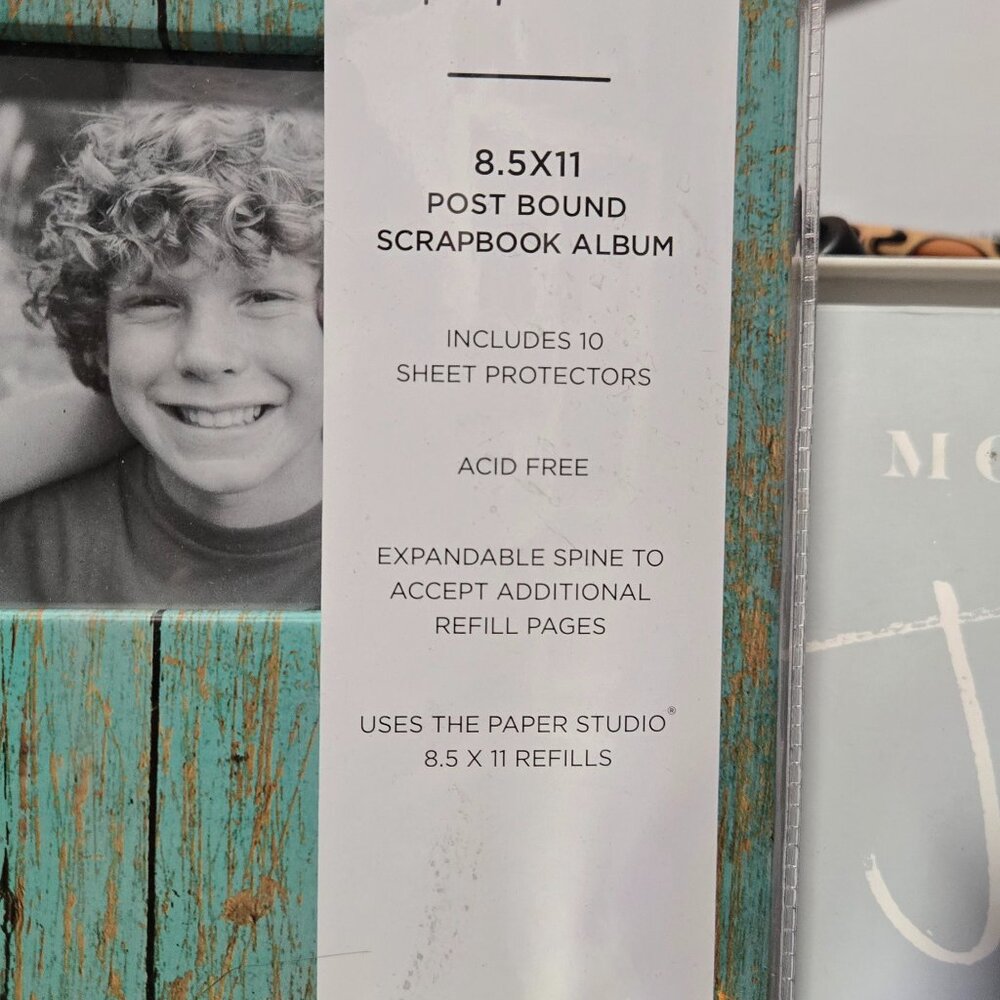 8.5X11
POST BOUND
SCRAPBOOK ALBUM
INCLUDES 10
SHEET PROTECTORS
ACID FREE
EXPANDABLE SPINE TO
ACCEPT ADDITIONAL
REFILL PAGES
USES THE PAPER STUDIO®
8.5 X 11 REFILLS